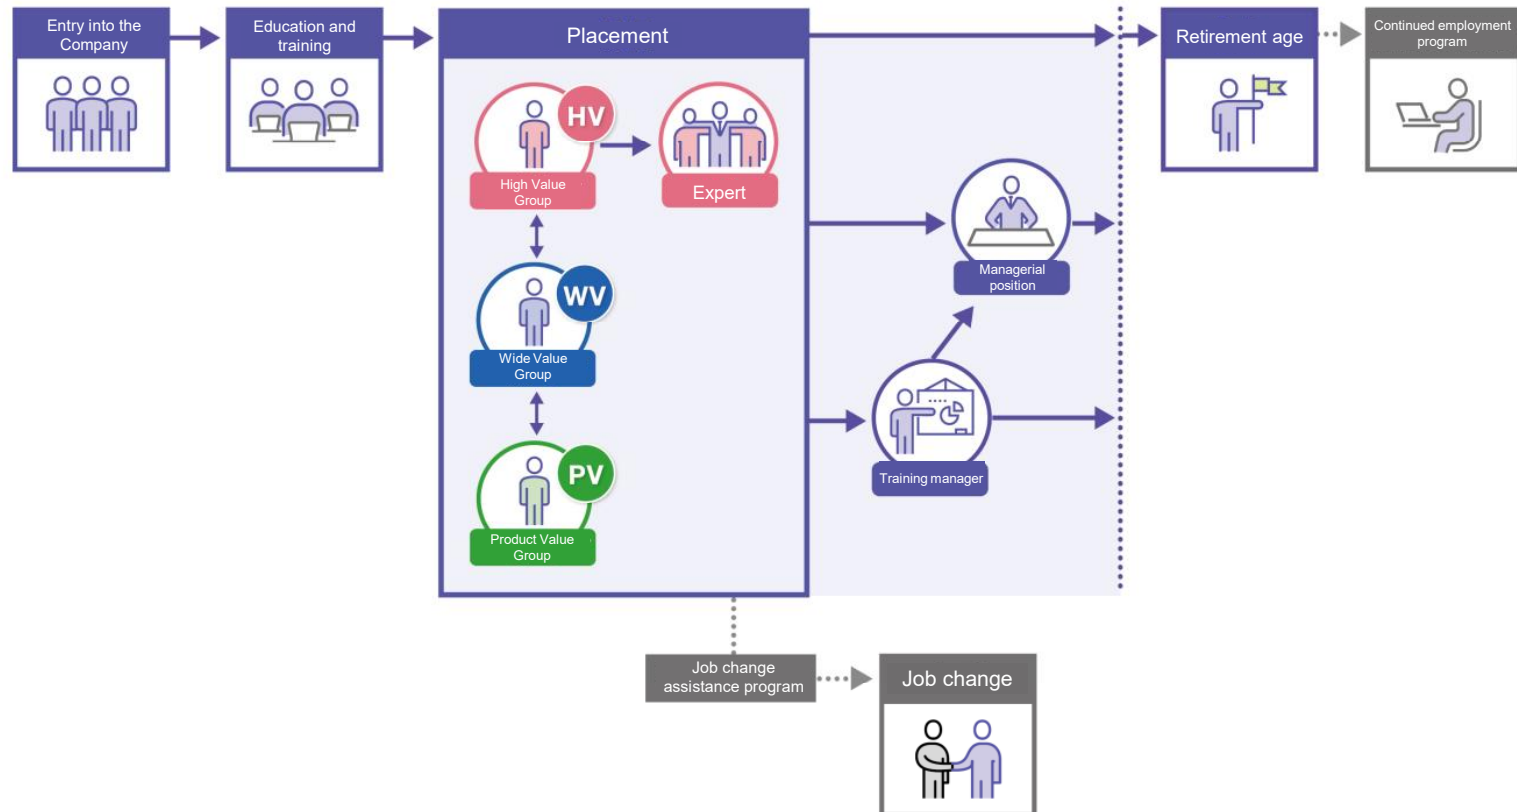 Entry into the
Company
Education and
training
Placement
Retirement age
Continued employment
program
HV
High Value
Group
Expert
WV
Wide Value
Group
Managerial
position
PV
Product Value
Group
Training manager
Job change
assistance program
Job change